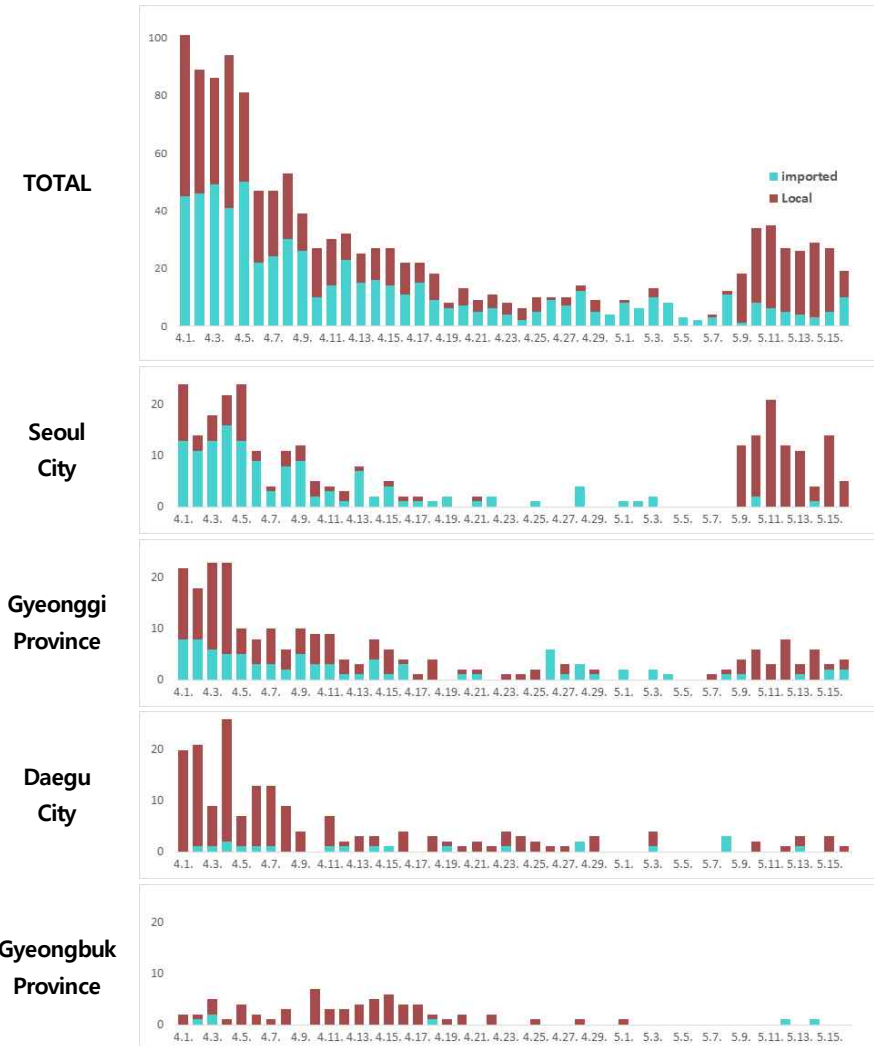 TOTAL
100
80
60
40
20
0
imported
Local
4.1. 4.3. 4.5. 4.7. 4.9. 4.11. 4.13. 4.15. 4.17. 4.19. 4.21. 4.23. 4.25. 4.27. 4.29. 5.1. 5.3. 5.5. 5.7. 5.9. 5.11. 5.13. 5.15.
Seoul
City
20
10
0
4.1. 4.3. 4.5. 4.7. 4.9. 4.11. 4.13. 4.15. 4.17. 4.19. 4.21. 4.23. 4.25. 4.27. 4.29. 5.1. 5.3. 5.5. 5.7. 5.9. 5.11. 5.13. 5.15.
Gyeonggi
Province
20
10
0
4.1. 4.3. 4.5. 4.7. 4.9. 4.11. 4.13. 4.15. 4.17. 4.19. 4.21. 4.23. 4.25. 4.27. 4.29. 5.1. 5.3. 5.5. 5.7. 5.9. 5.11. 5.13. 5.15.
Daegu
City
20
10
0
4.1. 4.3. 4.5. 4.7. 4.9. 4.11. 4.13. 4.15. 4.17. 4.19. 4.21. 4.23. 4.25. 4.27. 4.29. 5.1. 5.3. 5.5. 5.7. 5.9. 5.11. 5.13. 5.15.
Gyeongbuk
Province
20
10
0
4.1. 4.3. 4.5. 4.7. 4.9. 4.11. 4.13. 4.15. 4.17. 4.19. 4.21. 4.23. 4.25. 4.27. 4.29. 5.1. 5.3. 5.5. 5.7. 5.9. 5.11. 5.13. 5.15.